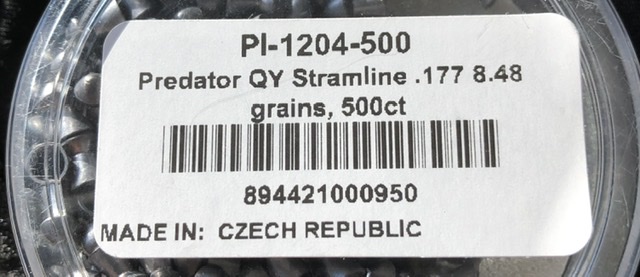 PI-1204-500
Predator QY Stramline .177 8.48
grains, 500ct
894421000950
MADE IN: CZECH REPUBLIC